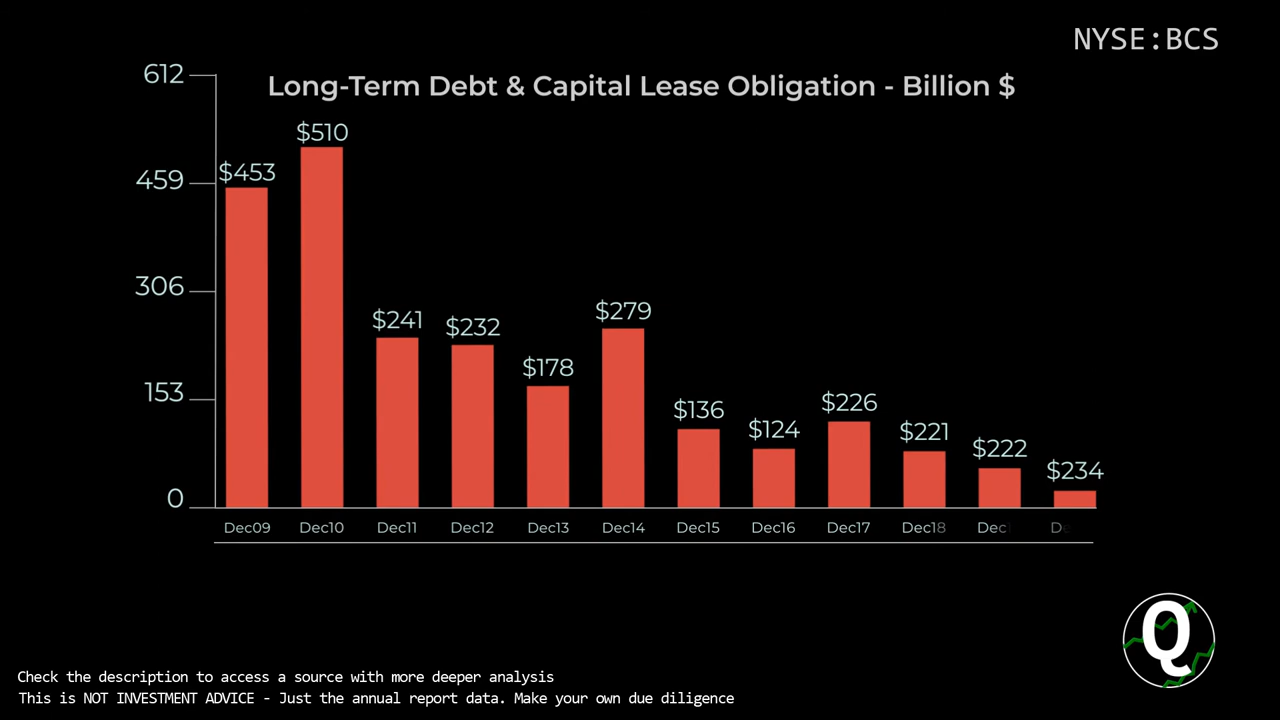 NYSE:BCS
Long-Term Debt & Capital Lease Obligation - Billion $
612
459
306
153
0
$453
$510
$241
$232
$178
$279
$136
$124
$226
$221
$222
$234
Dec09
Dec10
Dec11
Dec12
Dec13
Dec14
Dec15
Dec16
Dec17
Dec18
Dec
Q
Check the description to access a source with more deeper analysis
This is NOT INVESTMENT ADVICE - Just the annual report data. Make your own due diligence